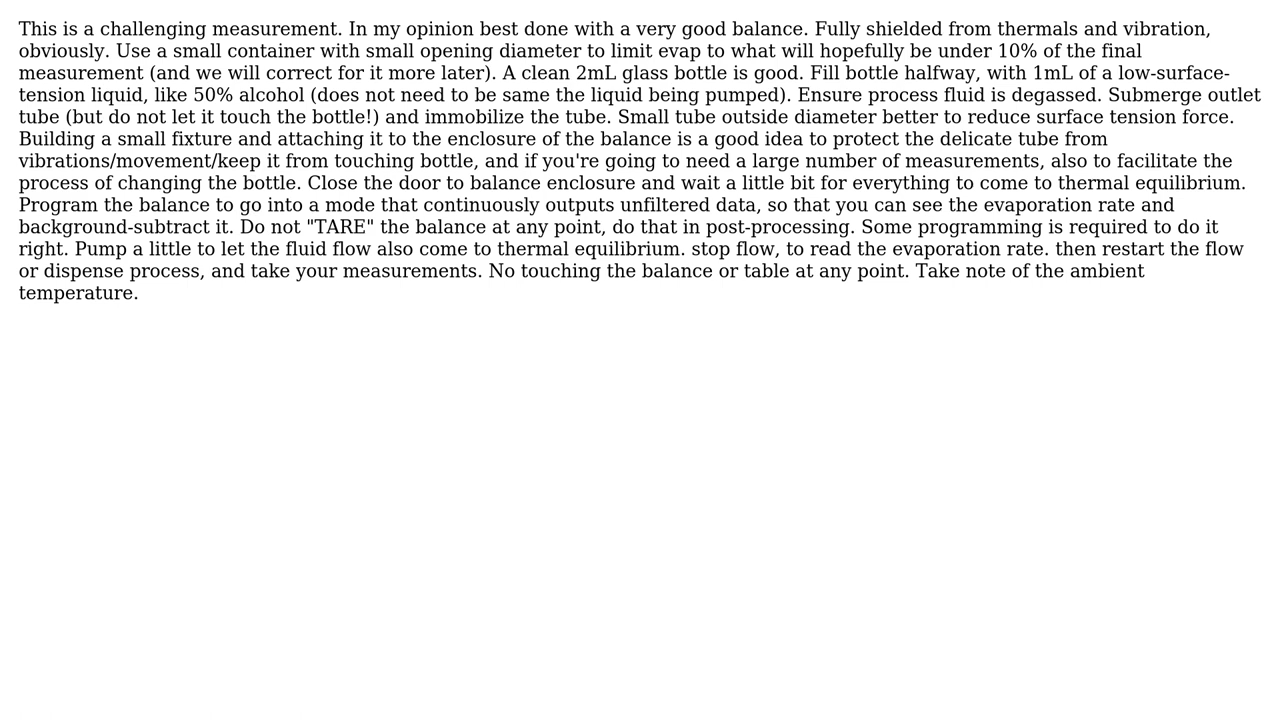 This is a challenging measurement. In my opinion best done with a very good balance. Fully shielded from thermals and vibration,
obviously. Use a small container with small opening diameter to limit evap to what will hopefully be under 10% of the final
measurement (and we will correct for it more later). A clean 2mL glass bottle is good. Fill bottle halfway, with 1mL of a low-surface-
tension liquid, like 50% alcohol (does not need to be same the liquid being pumped). Ensure process fluid is degassed. Submerge outlet
tube (but do not let it touch the bottle!) and immobilize the tube. Small tube outside diameter better to reduce surface tension force.
Building a small fixture and attaching it to the enclosure of the balance is a good idea to protect the delicate tube from
vibrations/movement/keep it from touching bottle, and if you're going to need a large number of measurements, also to facilitate the
process of changing the bottle. Close the door to balance enclosure and wait a little bit for everything to come to thermal equilibrium.
Program the balance to go into a mode that continuously outputs unfiltered data, so that you can see the evaporation rate and
background-subtract it. Do not "TARE" the balance at any point, do that in post-processing. Some programming is required to do it
right. Pump a little to let the fluid flow also come to thermal equilibrium. stop flow, to read the evaporation rate. then restart the flow
or dispense process, and take your measurements. No touching the balance or table at any point. Take note of the ambient
temperature.